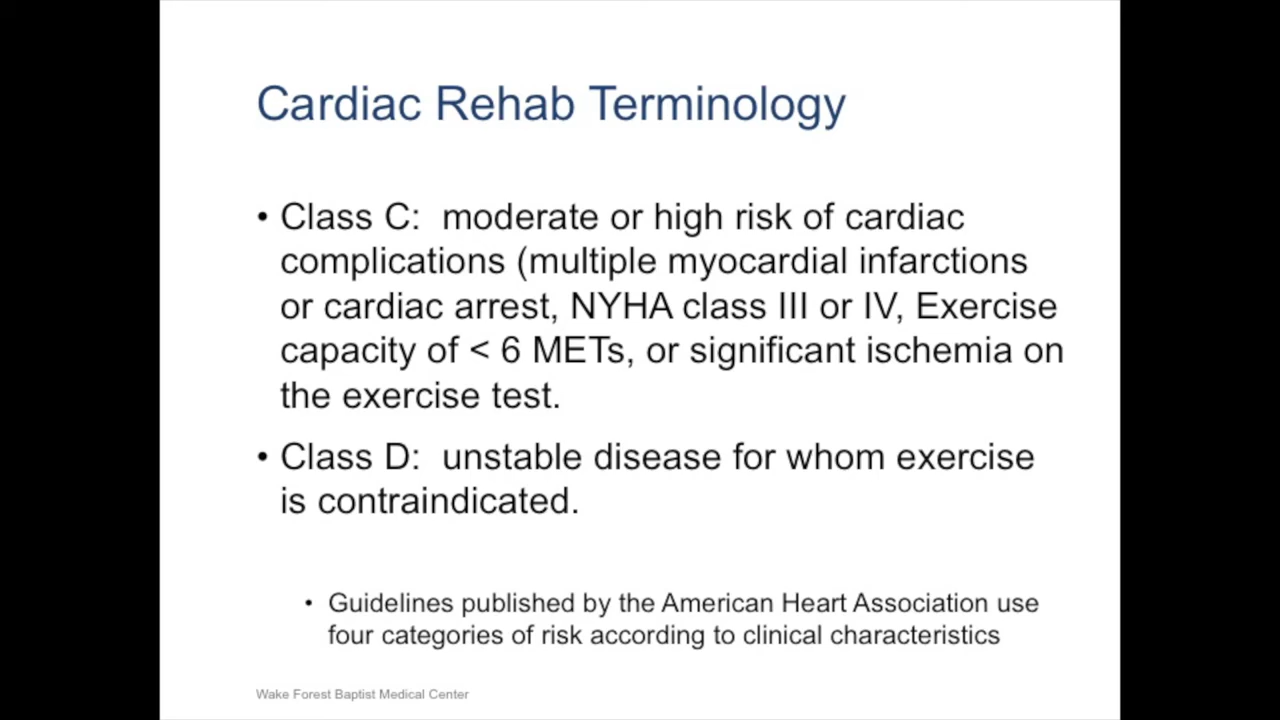 Cardiac Rehab Terminology
• Class C:  moderate or high risk of cardiac
complications (multiple myocardial infarctions
or cardiac arrest, NYHA class III or IV, Exercise
capacity of < 6 METs, or significant ischemia on
the exercise test.
• Class D:  unstable disease for whom exercise
is contraindicated.
• Guidelines published by the American Heart Association use
four categories of risk according to clinical characteristics
Wake Forest Baptist Medical Center